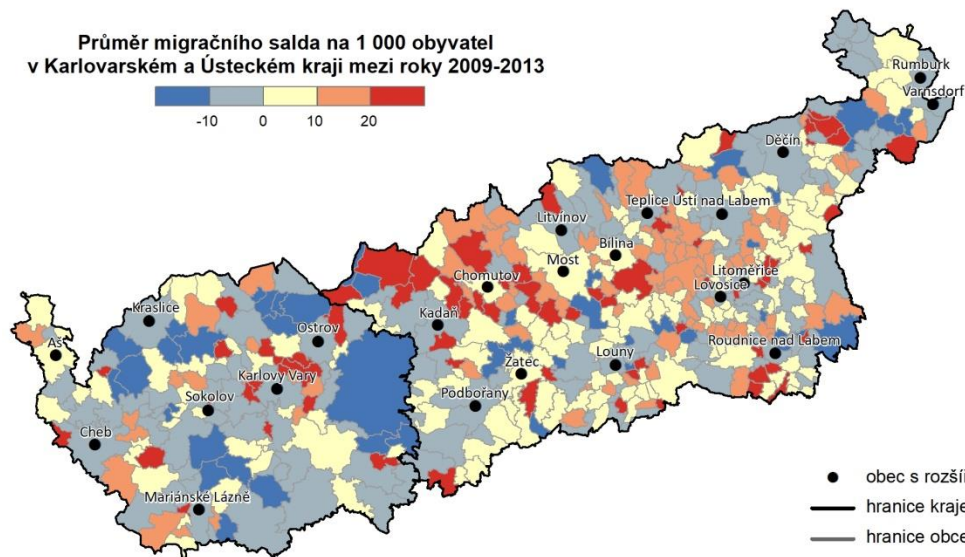 Průměr migračního salda na 1 000 obyvatel
v Karlovarském a Ústeckém kraji mezi roky 2009-2013
-10 0 10 20
Rumburk
Varnsdorf
Děčín
Teplice
Ústí nad Labem
Litvínov
Bílina
Most
Chomutov
Litoměřice
Lovosice
Kraslice
Kadaň
Ostrov
Aš
Roudnice nad Labem
Louny
Žatec
Karlovy Vary
Podbořany
Sokolov
Cheb
Mariánské Lázně
obec s rozší
hranice kraje
hranice obce